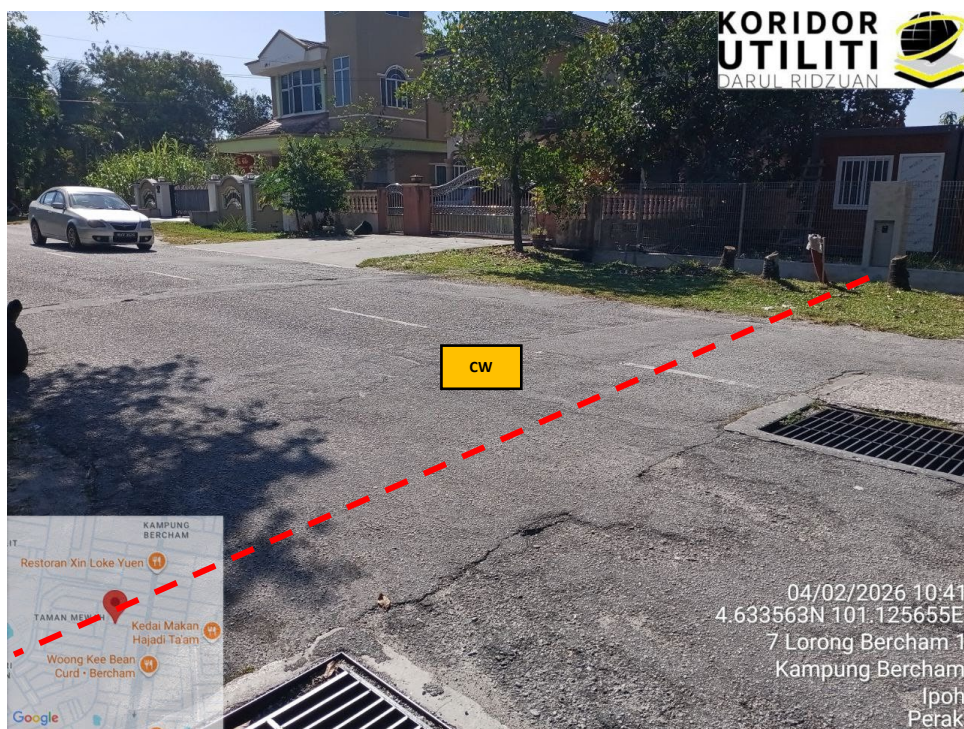 KORIDOR
UTILITI
DARUL RIDZUAN
CW
KAMPUNG
BERCHAM
IT
Restoran Xin Loke Yuen
TAMAN MEWAH
Kedai Makan
Hajadi Ta'am
Woong Kee Bean
Curd • Bercham
Google
04/02/2026 10:41
4.633563N 101.125655E
7 Lorong Bercham 1
Kampung Bercham
Ipoh
Perak